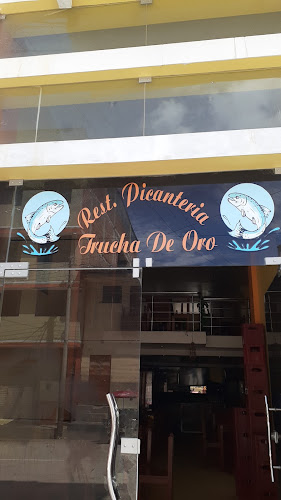 Rest. Picanteria
Trucha De Oro